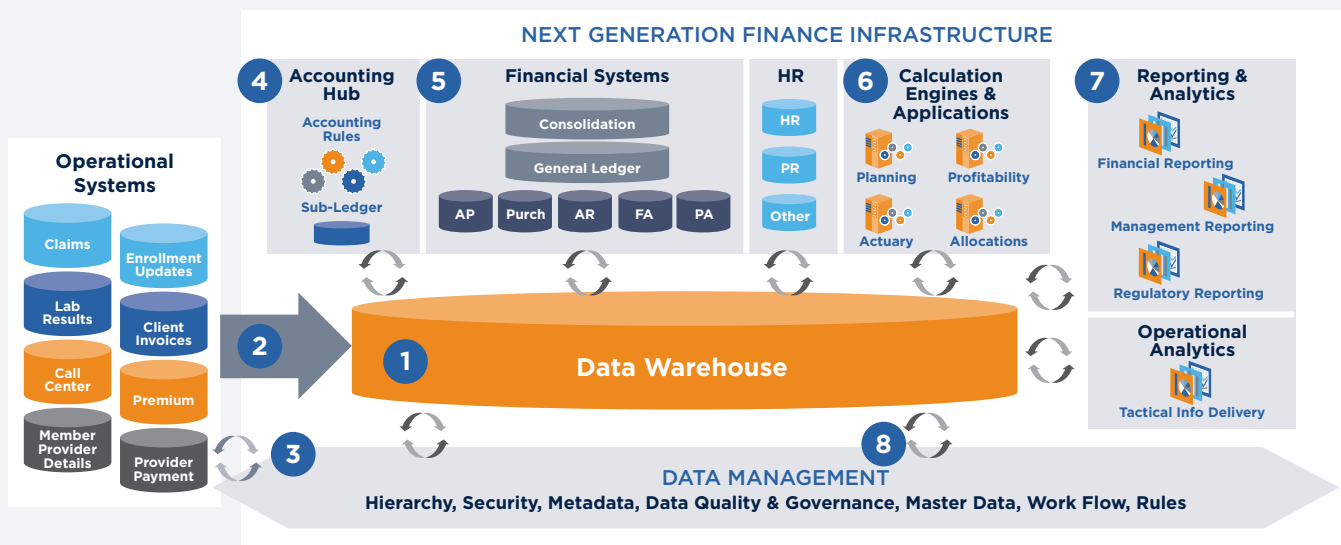 NEXT GENERATION FINANCE INFRASTRUCTURE
Operational
Systems
Claims
Enrollment
Updates
Lab
Results
Client
Invoices
Call
Center
Premium
Member
Provider
Details
Provider
Payment
2
3
4
Accounting
Hub
Accounting
Rules
Sub-Ledger
5
Financial Systems
Consolidation
General Ledger
AP
Purch
AR
FA
PA
HR
HR
PR
Other
6
Calculation
Engines &
Applications
Planning
Profitability
Actuary
Allocations
7
Reporting &
Analytics
Financial Reporting
Management Reporting
Regulatory Reporting
Operational
Analytics
Tactical Info Delivery
1
Data Warehouse
8
DATA MANAGEMENT
Hierarchy, Security, Metadata, Data Quality & Governance, Master Data, Work Flow, Rules